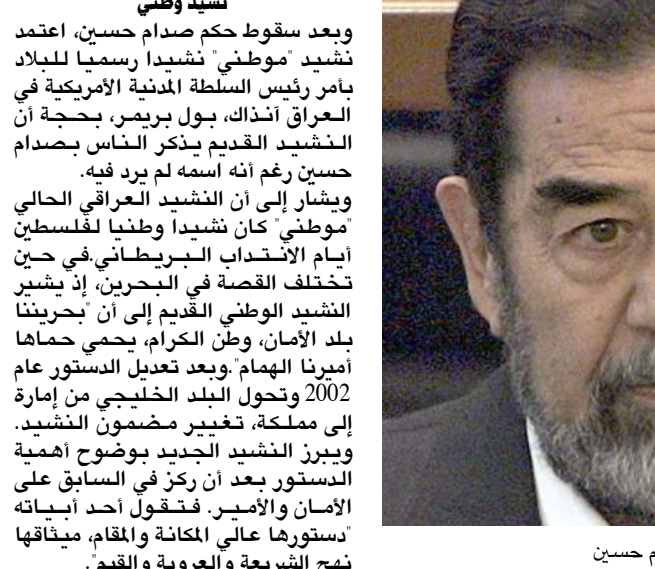 نشيد وطني
وبعد سقوط حكم صدام حسين، اعتمد
نشيد "موطني" نشيدا رسميا للبلاد
بأمر رئيس السلطة المدنية الأمريكية في
العراق آنذاك، بول بريمر، بحجة أن
النشيد القديم يذكر الناس بصدام
حسين رغم أنه اسمه لم يرد فيه.
ويشار إلى أن النشيد العراقي الحالي
"موطني" كان نشيدا وطنيا لفلسطين
أيام الانتداب البريطاني.في حين
تختلف القصة في البحرين، إذ يشير
النشيد الوطني القديم إلى أن "بحريننا
بلد الأمان، وطن الكرام، يحمي حماها
أميرنا الهمام".وبعد تعديل الدستور عام
2002 وتحول البلد الخليجي من إمارة
إلى مملكة، تغيير مضمون النشيد.
ويبرز النشيد الجديد بوضوح أهمية
الدستور بعد أن ركز في السابق على
الأمان والأمير. فتقول أحد أبياته
"دستورها عالي المكانة والمقام، ميثاقها
نهج الشريعة والعروبة والقيم".
م حسين